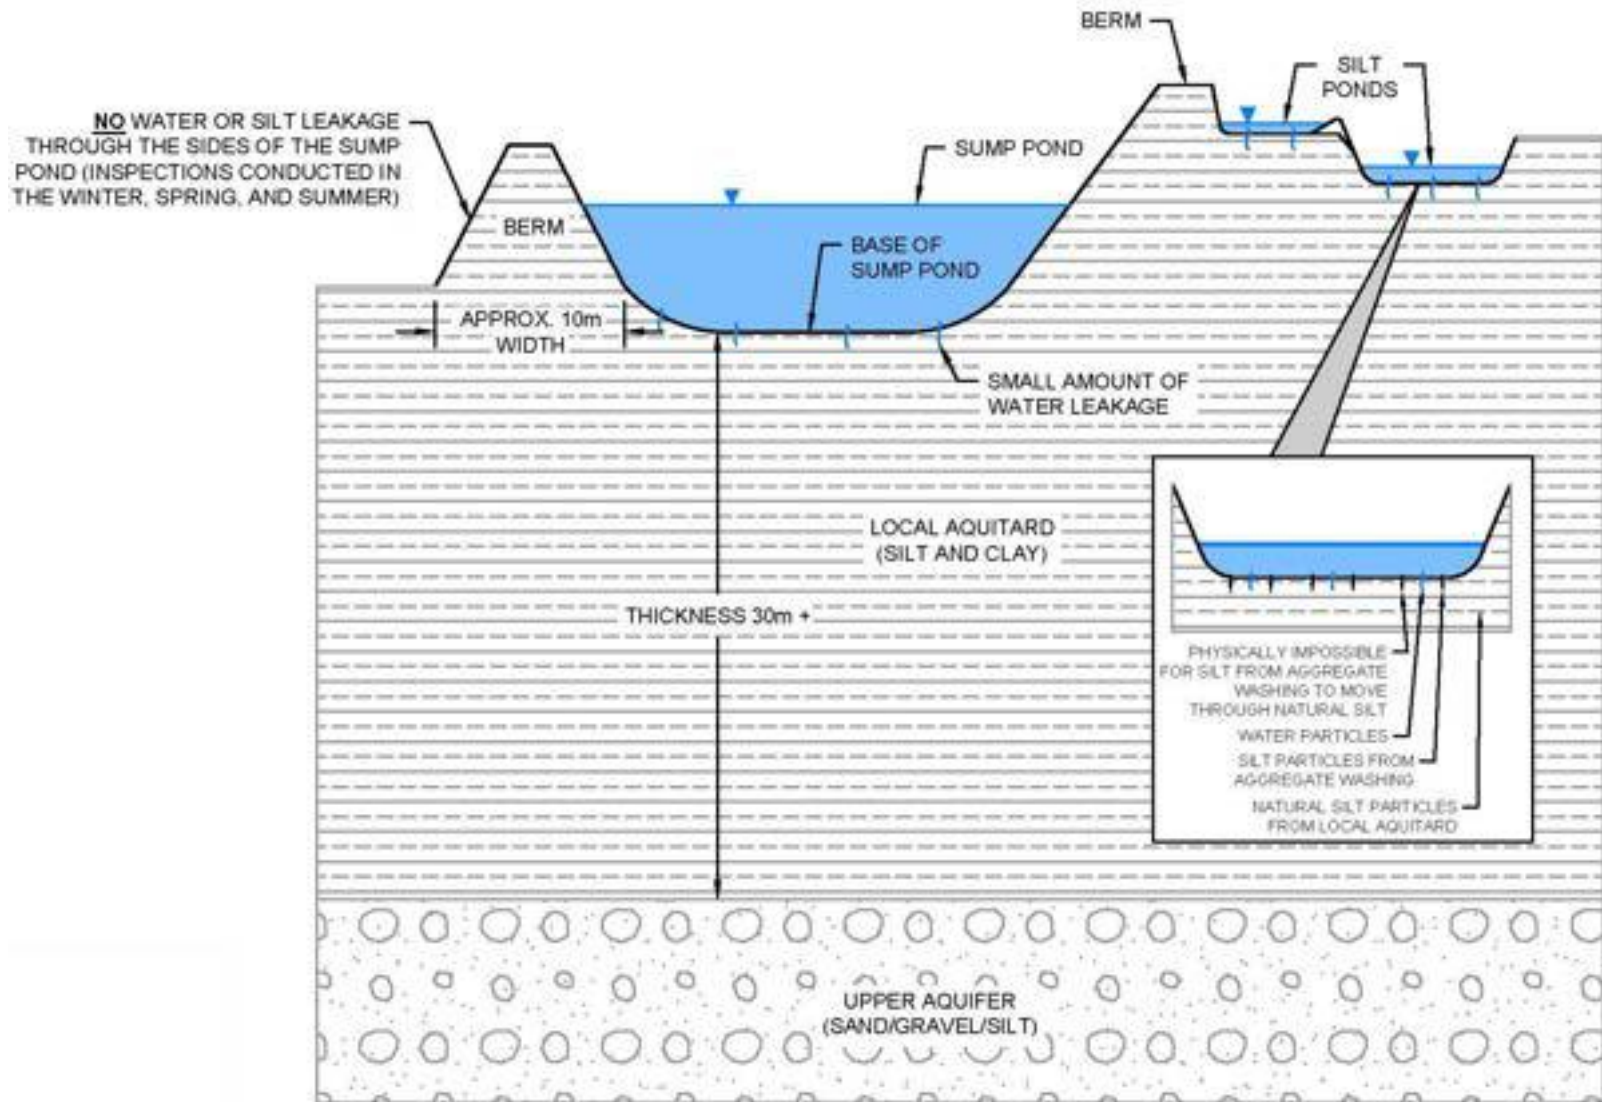 BERM
SILT
PONDS
NO WATER OR SILT LEAKAGE
THROUGH THE SIDES OF THE SUMP
POND (INSPECTIONS CONDUCTED IN
THE WINTER, SPRING, AND SUMMER)
SUMP POND
BERM
BASE OF
SUMP POND
APPROX. 10m
WIDTH
SMALL AMOUNT OF
WATER LEAKAGE
LOCAL AQUITARD
(SILT AND CLAY)
THICKNESS 30m +
PHYSICALLY IMPOSSIBLE
FOR SILT FROM AGGREGATE
WASHING TO MOVE
THROUGH NATURAL SILT
WATER PARTICLES
SILT PARTICLES FROM
AGGREGATE WASHING
NATURAL SILT PARTICLES
FROM LOCAL AQUITARD
UPPER AQUIFER
(SAND/GRAVEL/SILT)